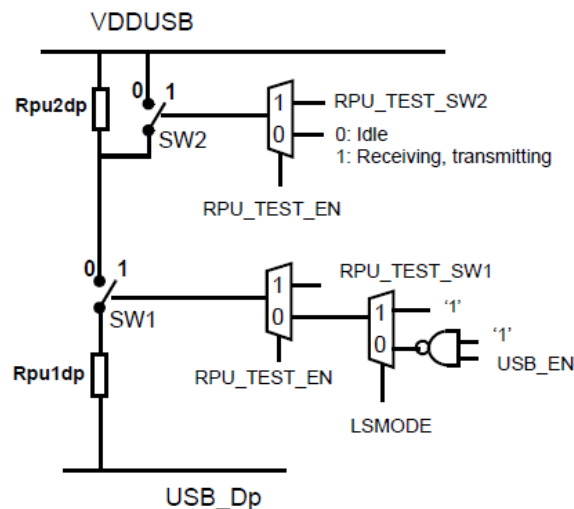 VDDUSB
Rpu2dp
0 1
SW2
1
0
RPU_TEST_SW2
0: Idle
1: Receiving, transmitting
RPU_TEST_EN
0 1
SW1
1
0
RPU_TEST_SW1
1
0
‘1’
‘1’
USB_EN
Rpu1dp
RPU_TEST_EN
LSMODE
USB_Dp